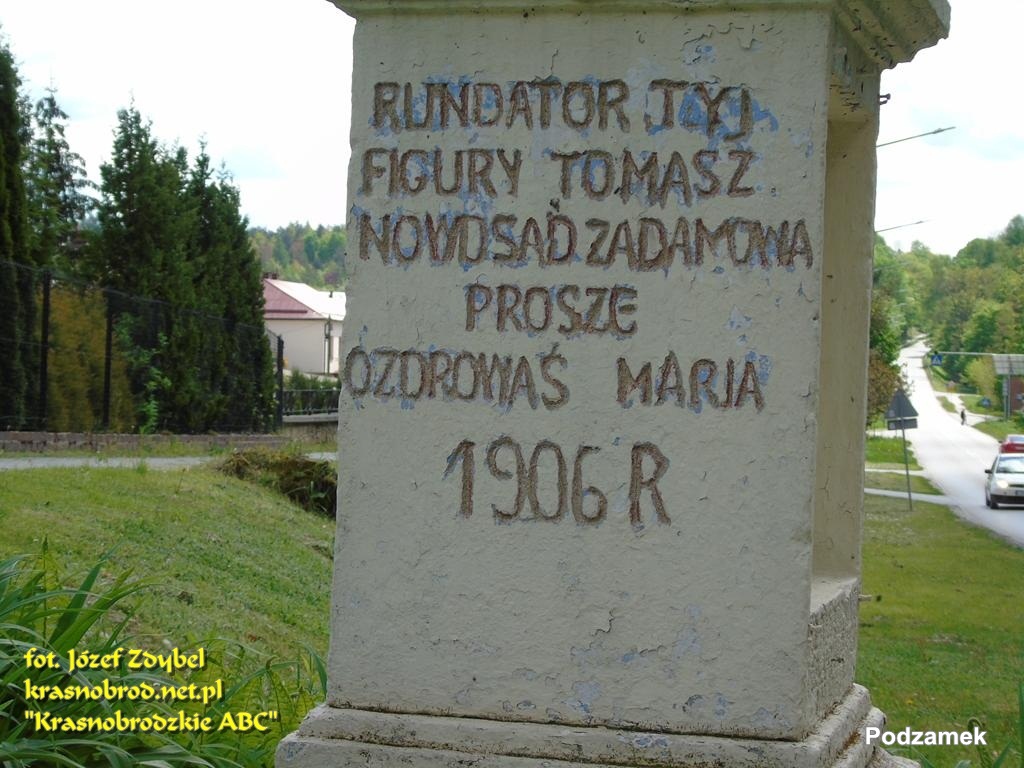 RUNDATOR TYJ
FIGURY TOMASZ
NOWOSAD ZADAMOWA
PROSZE
OZDROWAŚ MARJA
1906 R
fot. Józef Zdybel
krasnobrod.net.pl
"Krasnobrodzkie ABC"
Podzamek